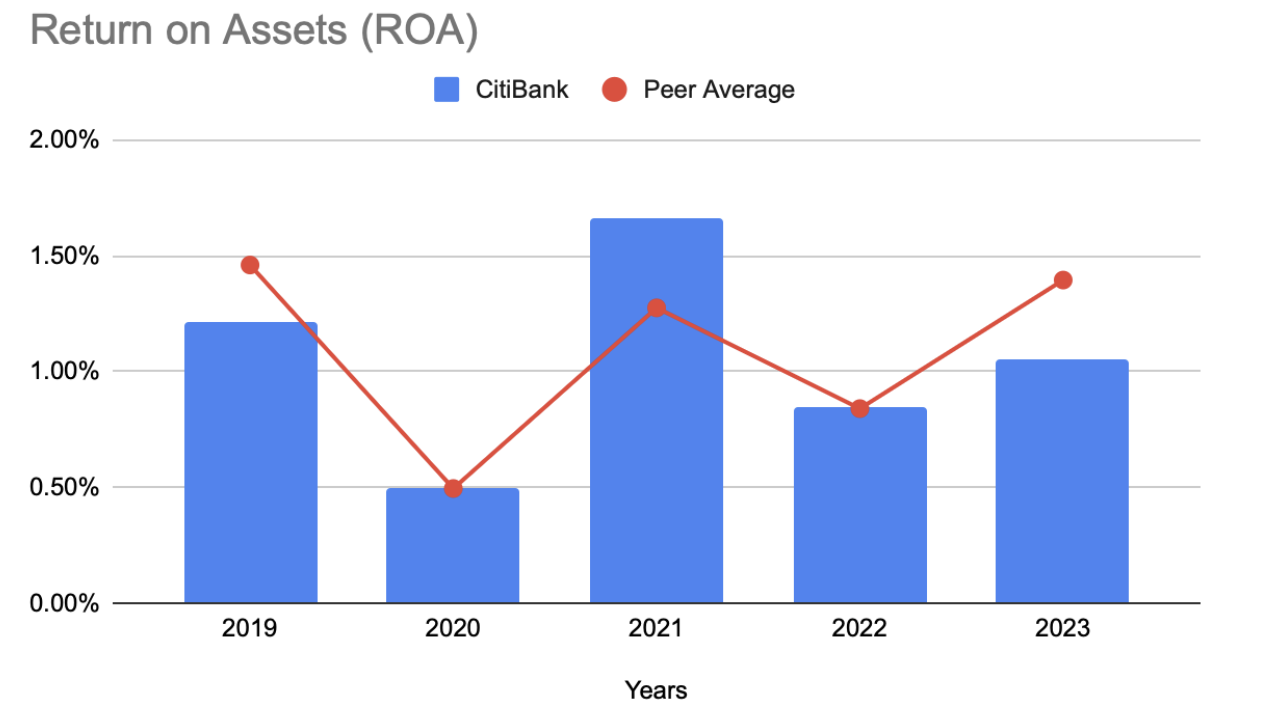 Return on Assets (ROA)
CitiBank Peer Average
2.00%
1.50%
1.00%
0.50%
0.00%
2019 2020 2021 2022 2023
Years